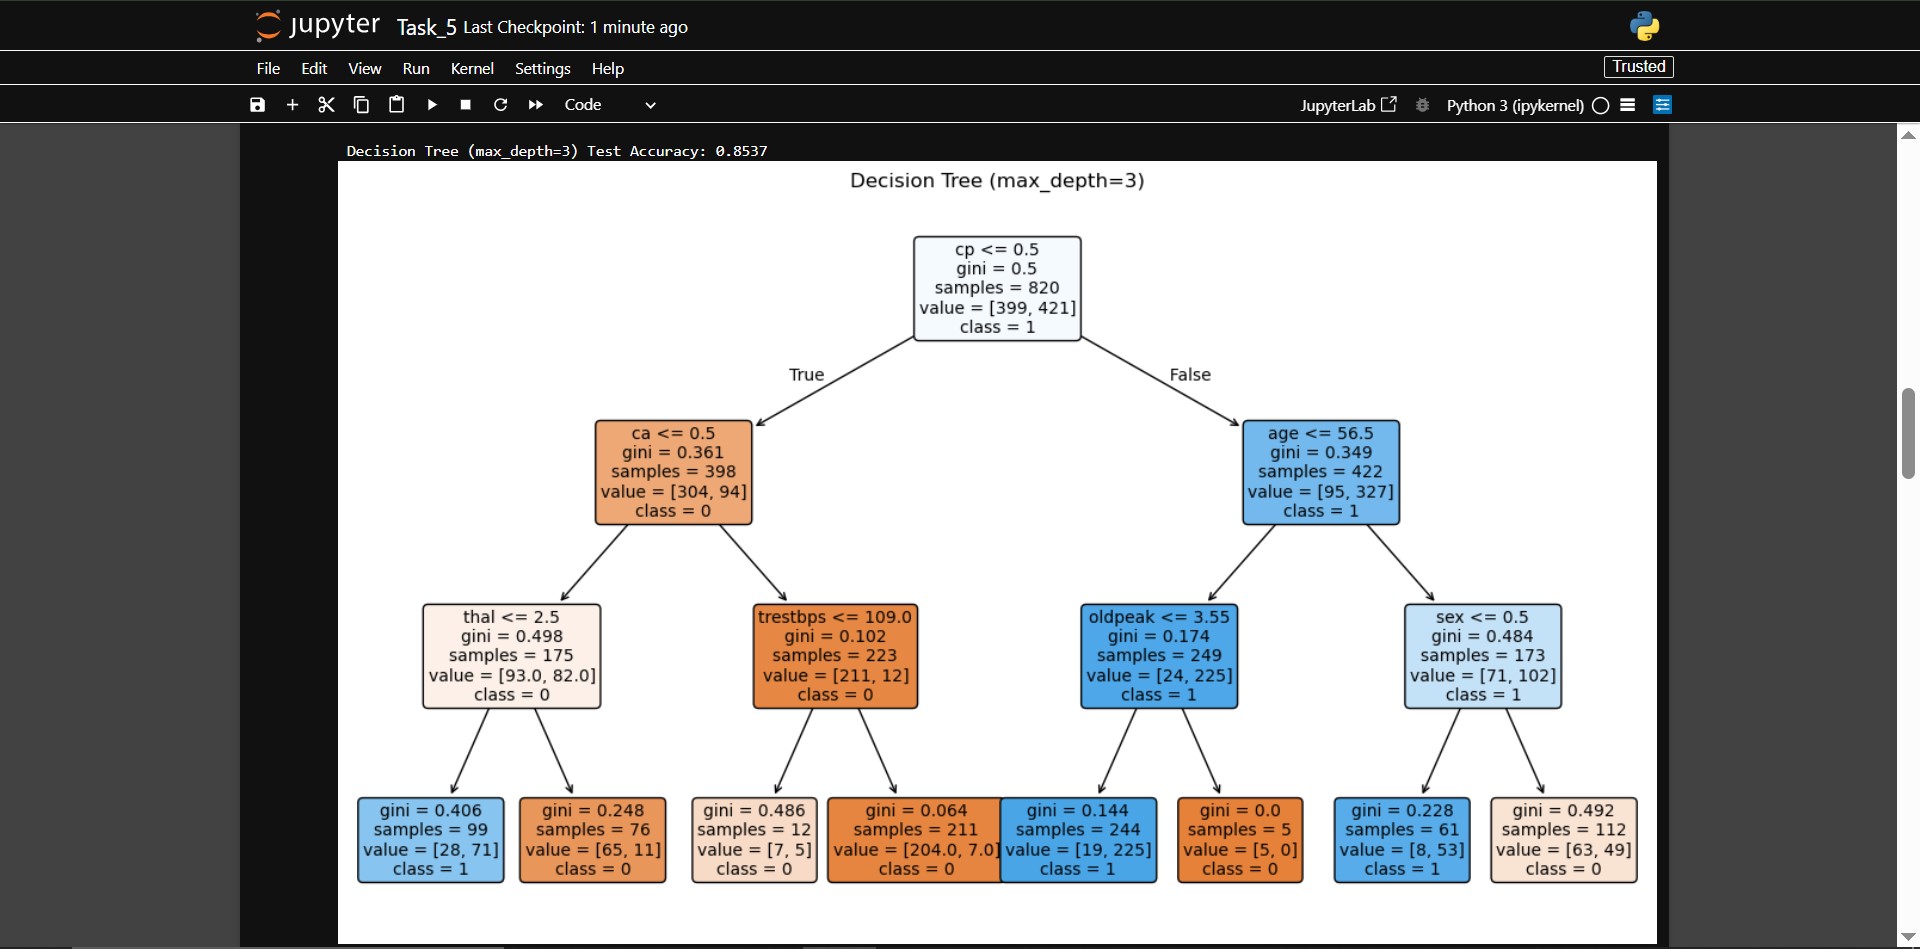 jupyter Task_5 Last Checkpoint: 1 minute ago
File Edit View Run Kernel Settings Help
Trusted
Code
JupyterLab
Python 3 (ipykernel)
Decision Tree (max_depth=3) Test Accuracy: 0.8537
Decision Tree (max_depth=3)
cp <= 0.5
gini = 0.5
samples = 820
value = [399, 421]
class = 1
True
False
ca <= 0.5
gini = 0.361
samples = 398
value = [304, 94]
class = 0
age <= 56.5
gini = 0.349
samples = 422
value = [95, 327]
class = 1
thal <= 2.5
gini = 0.498
samples = 175
value = [93.0, 82.0]
class = 0
trestbps <= 109.0
gini = 0.102
samples = 223
value = [211, 12]
class = 0
oldpeak <= 3.55
gini = 0.174
samples = 249
value = [24, 225]
class = 1
sex <= 0.5
gini = 0.484
samples = 173
value = [71, 102]
class = 1
gini = 0.406
samples = 99
value = [28, 71]
class = 1
gini = 0.248
samples = 76
value = [65, 11]
class = 0
gini = 0.486
samples = 12
value = [7, 5]
class = 0
gini = 0.064
samples = 211
value = [204.0, 7.0]
class = 0
gini = 0.144
samples = 244
value = [19, 225]
class = 1
gini = 0.0
samples = 5
value = [5, 0]
class = 0
gini = 0.228
samples = 61
value = [8, 53]
class = 1
gini = 0.492
samples = 112
value = [63, 49]
class = 0